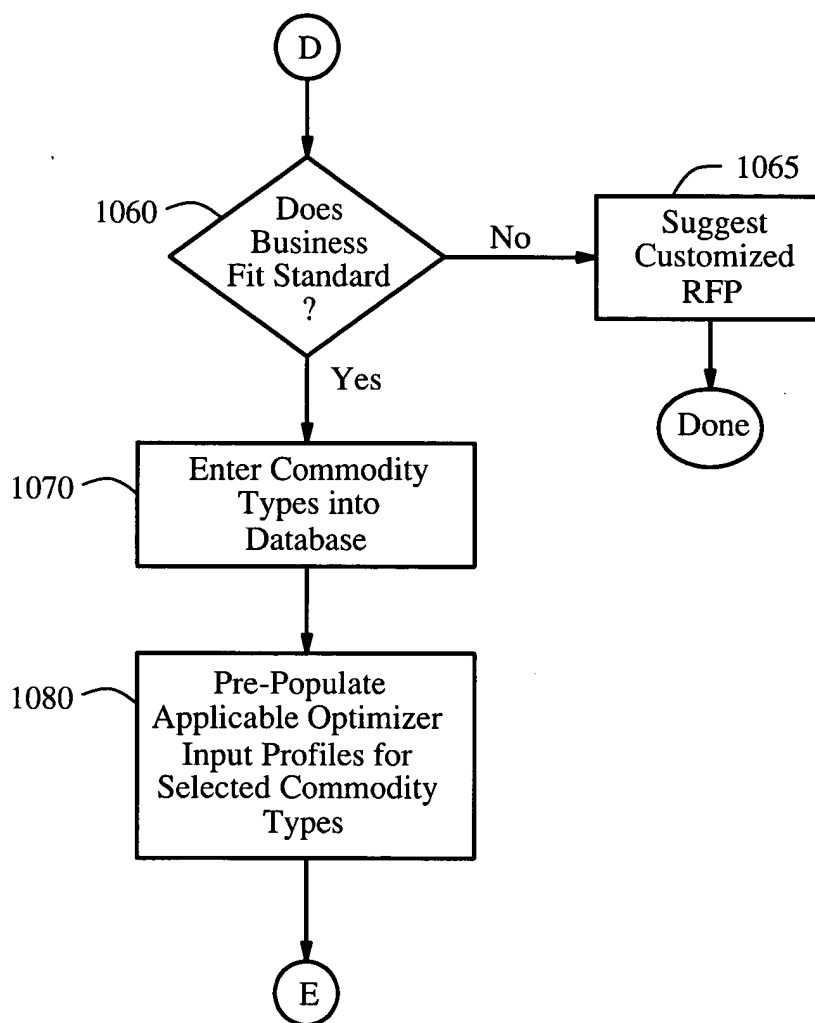 D
1060
Does
Business
Fit Standard
?
No
1065
Suggest
Customized
RFP
Done
Yes
1070
Enter Commodity
Types into
Database
1080
Pre-Populate
Applicable Optimizer
Input Profiles for
Selected Commodity
Types
E